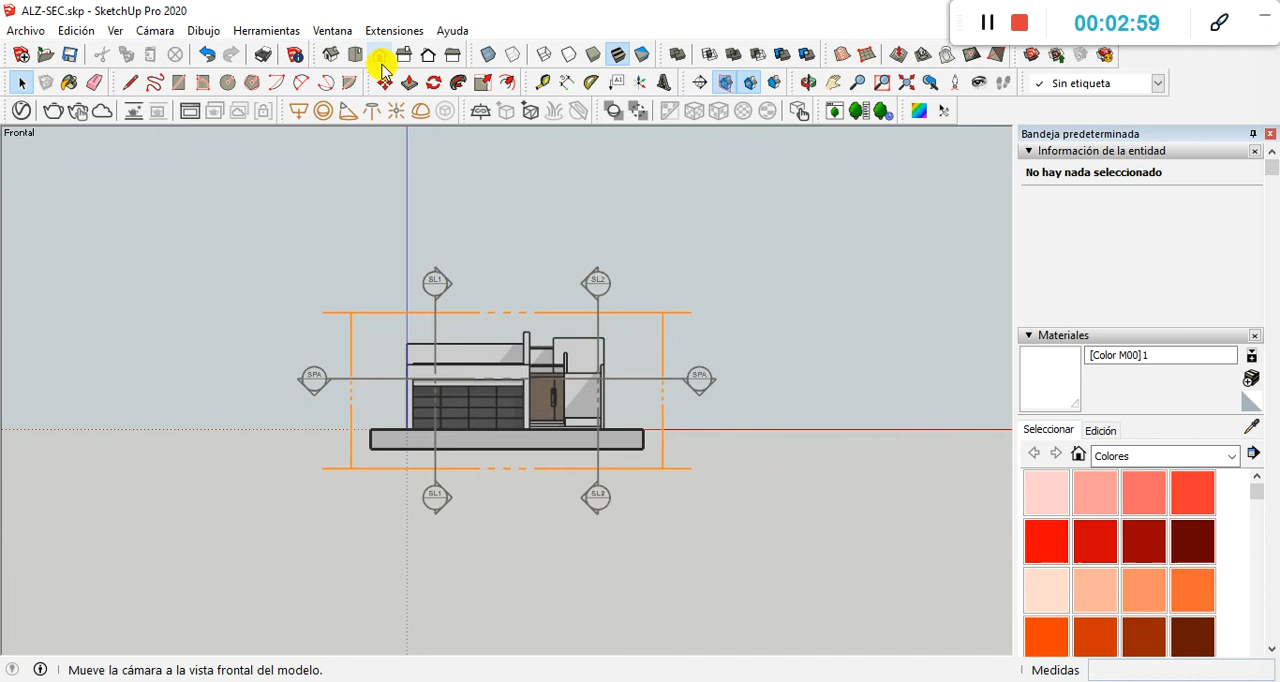 ALZ-SEC.skp - SketchUp Pro 2020
00:02:59
Archivo Edición Ver Cámara Dibujo Herramientas Ventana Extensiones Ayuda
Sin etiqueta
Frontal
Bandeja predeterminada
Información de la entidad
No hay nada seleccionado
SL1 SL2
SPA SPA
SL1 SL2
Materiales
[Color M00]1
Seleccionar Edición
Colores
Mueve la cámara a la vista frontal del modelo.
Medidas